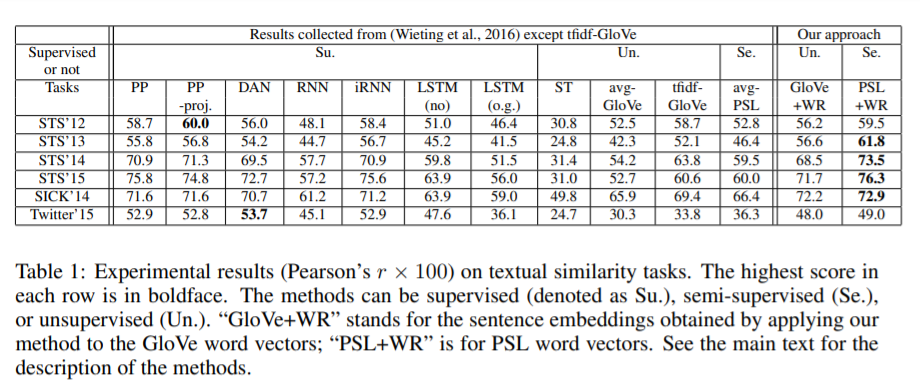 Results collected from (Wieting et al., 2016) except tfidf-GloVe Our approach
Supervised Su. Un. Se. Un. Se.
or not
Tasks PP PP DAN RNN iRNN LSTM LSTM ST avg- tfidf- avg- GloVe PSL
-proj. (no) (o.g.) GloVe GloVe PSL +WR +WR
STS'12 58.7 60.0 56.0 48.1 58.4 51.0 46.4 30.8 52.5 58.7 52.8 56.2 59.5
STS'13 55.8 56.8 54.2 44.7 56.7 45.2 41.5 24.8 42.3 52.1 46.4 56.6 61.8
STS'14 70.9 71.3 69.5 57.7 70.9 59.8 51.5 31.4 54.2 63.8 59.5 68.5 73.5
STS'15 75.8 74.8 72.7 57.2 75.6 63.9 56.0 31.0 52.7 60.6 60.0 71.7 76.3
SICK'14 71.6 71.6 70.7 61.2 71.2 63.9 59.0 49.8 65.9 69.4 66.4 72.2 72.9
Twitter'15 52.9 52.8 53.7 45.1 52.9 47.6 36.1 24.7 30.3 33.8 36.3 48.0 49.0
Table 1: Experimental results (Pearson's r × 100) on textual similarity tasks. The highest score in
each row is in boldface. The methods can be supervised (denoted as Su.), semi-supervised (Se.),
or unsupervised (Un.). “GloVe+WR” stands for the sentence embeddings obtained by applying our
method to the GloVe word vectors; “PSL+WR” is for PSL word vectors. See the main text for the
description of the methods.